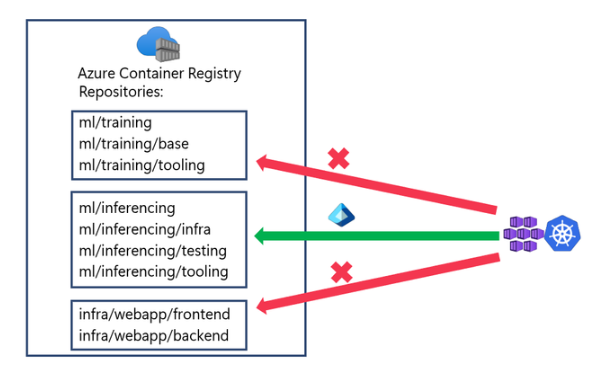 Azure Container Registry
Repositories:
ml/training
ml/training/base
ml/training/tooling
ml/inferencing
ml/inferencing/infra
ml/inferencing/testing
ml/inferencing/tooling
infra/webapp/frontend
infra/webapp/backend